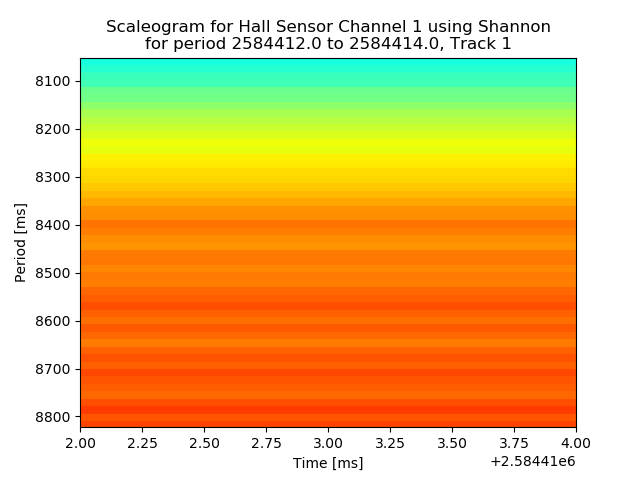 Scaleogram for Hall Sensor Channel 1 using Shannon
for period 2584412.0 to 2584414.0, Track 1
Period [ms]
8100
8200
8300
8400
8500
8600
8700
8800
2.00 2.25 2.50 2.75 3.00 3.25 3.50 3.75 4.00
Time [ms]
+2.58441e6